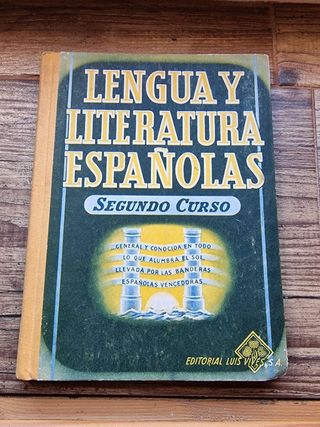 LENGUA Y
LITERATURA
ESPAÑOLAS
SEGUNDO CURSO
GENERAL Y CONOCIDA EN TODO
LO QUE ALUMBRA EL SOL,
LLEVADA POR LAS BANDERAS
ESPAÑOLAS VENCEDORAS...
EDITORIAL LUIS VIVES, S.A.